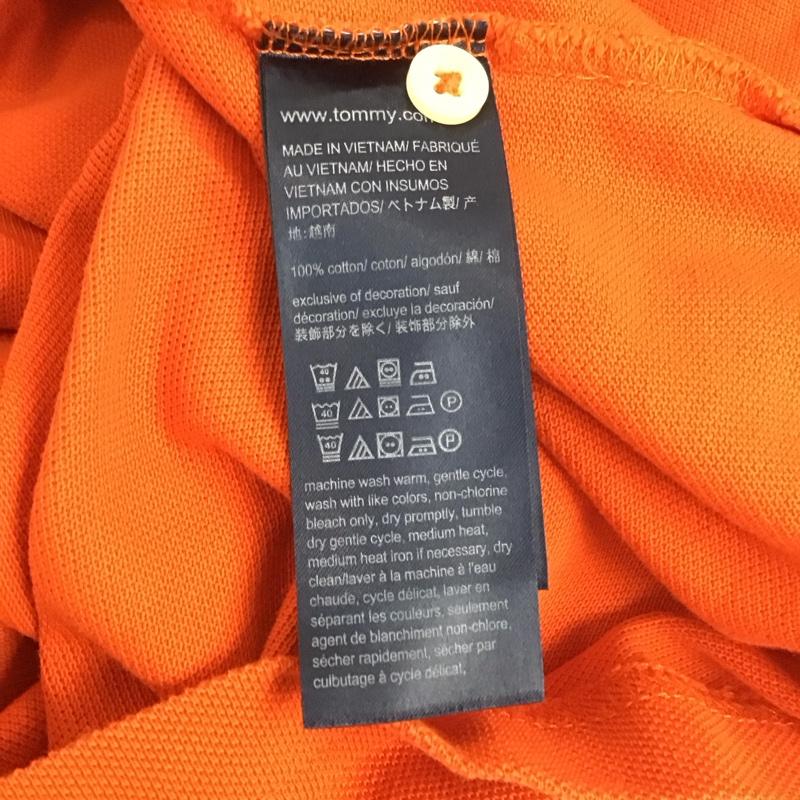 www.tommy.co
MADE IN VIETNAM/ FABRIQUÉ
AU VIETNAM/ HECHO EN
VIETNAM CON INSUMOS
IMPORTADOS/ ベトナム製/ 产
地:越南
100% cotton/ coton/ algodón/ 綿/ 棉
exclusive of decoration/ sauf
décoration/ excluye la decoración/
装飾部分を除く/ 装饰部分除外
40
40 P
40 P
machine wash warm, gentle cycle,
wash with like colors, non-chlorine
bleach only, dry promptly, tumble
dry gentle cycle, medium heat,
medium heat iron if necessary, dry
clean/laver à la machine à l'eau
chaude, cycle délicat, laver en
séparant les couleurs, seulement
agent de blanchiment non-chlore,
sécher rapidement, sécher par
culbutage à cycle délicat,